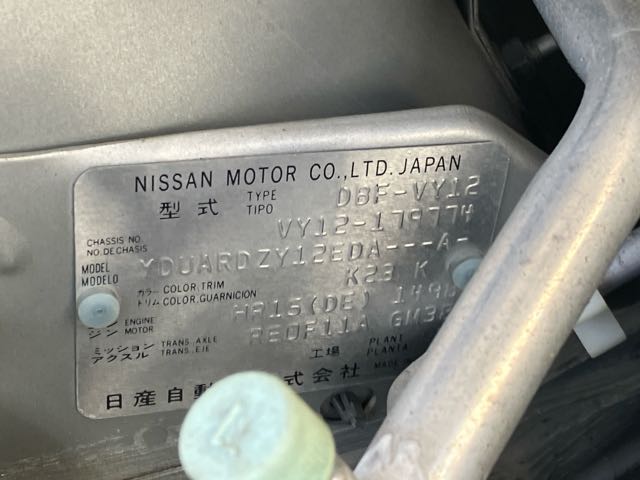 NISSAN MOTOR CO.,LTD. JAPAN
型式 TYPE TIPO DBF-VY12
CHASSIS NO. NO.DECHASIS VY12-179774
MODEL MODELO YDUARDZY12EDA---A-
カラー COLOR,TRIM トリム COLOR,GUARNICION K23 K
ENGINE MOTOR HR15(DE) 149
ミッション アクスル TRANS.AXLE TRANS.EJE RE0F11A GM3
工場 PLANT PLANTA
日産自動 式会社 MADE